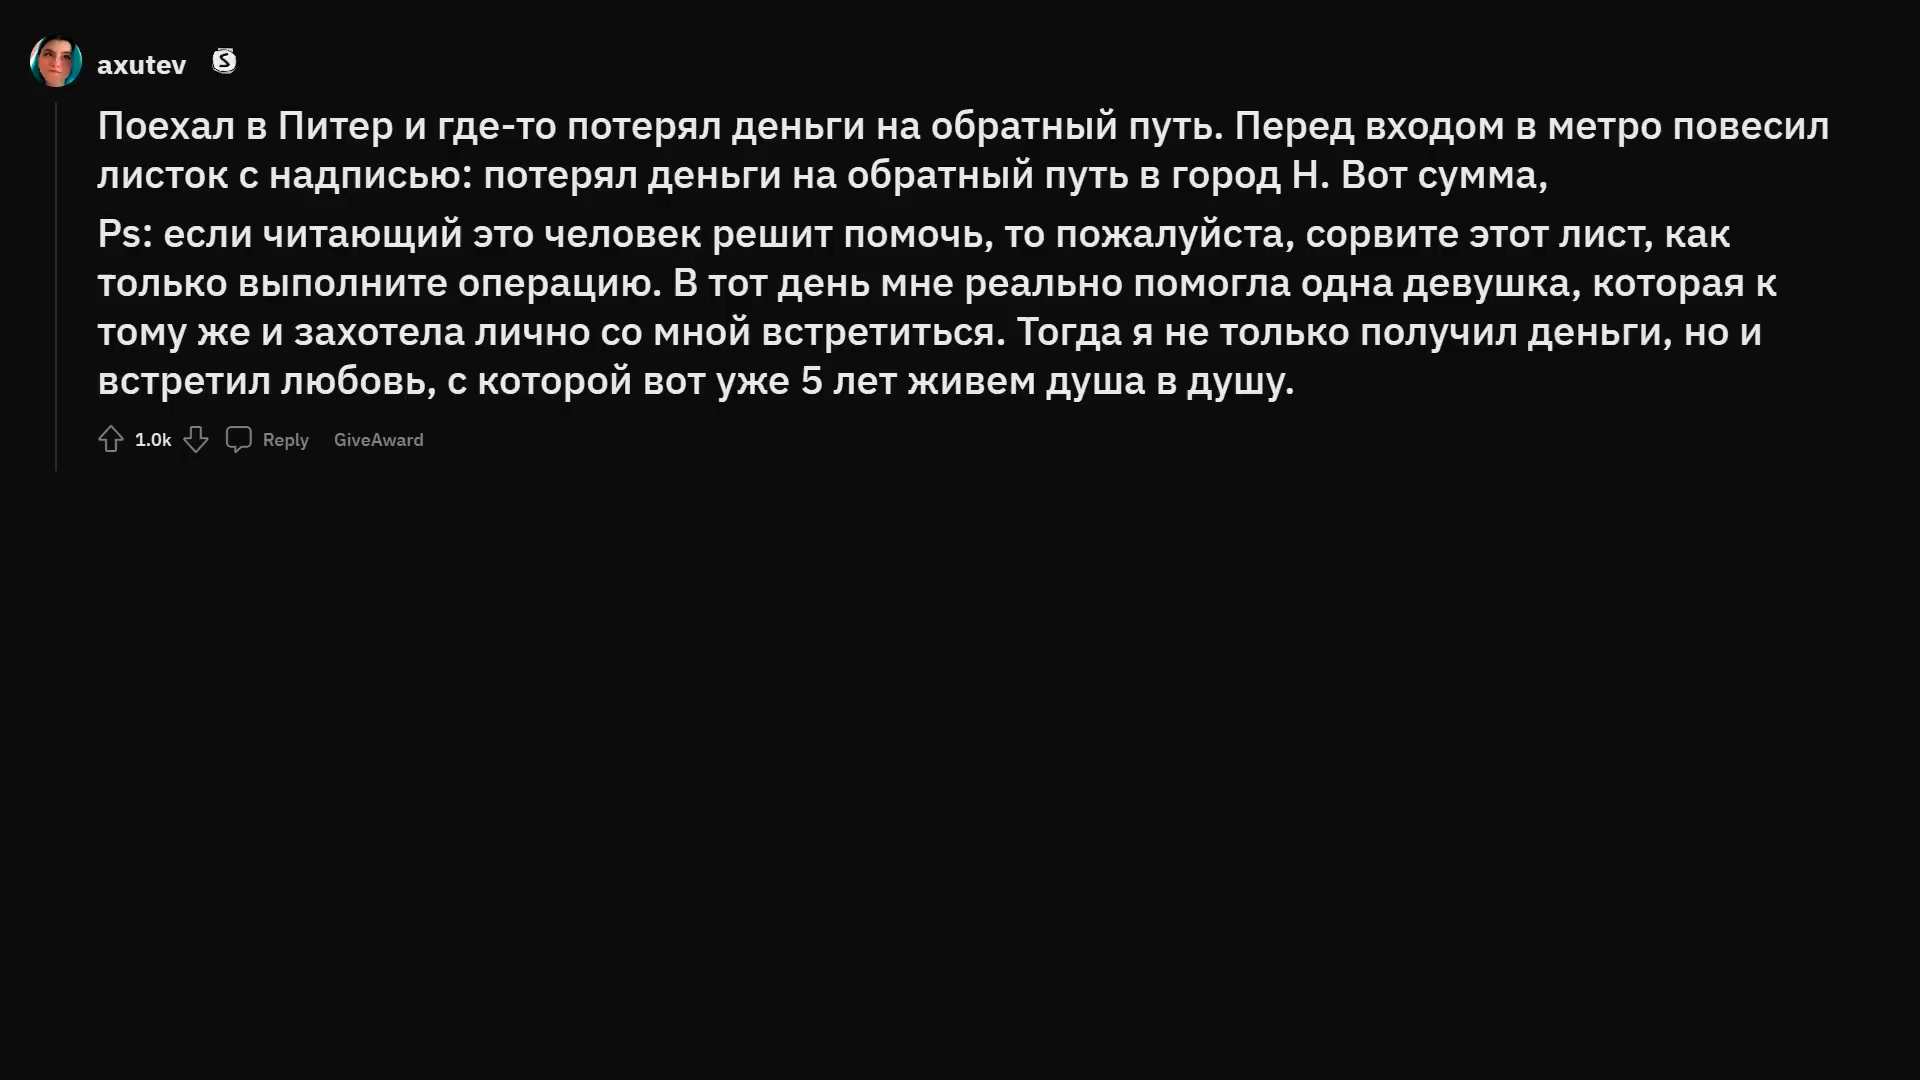 axutev
Поехал в Питер и где-то потерял деньги на обратный путь. Перед входом в метро повесил
листок с надписью: потерял деньги на обратный путь в город Н. Вот сумма,
Ps: если читающий это человек решит помочь, то пожалуйста, сорвите этот лист, как
только выполните операцию. В тот день мне реально помогла одна девушка, которая к
тому же и захотела лично со мной встретиться. Тогда я не только получил деньги, но и
встретил любовь, с которой вот уже 5 лет живем душа в душу.
1.0k Reply GiveAward